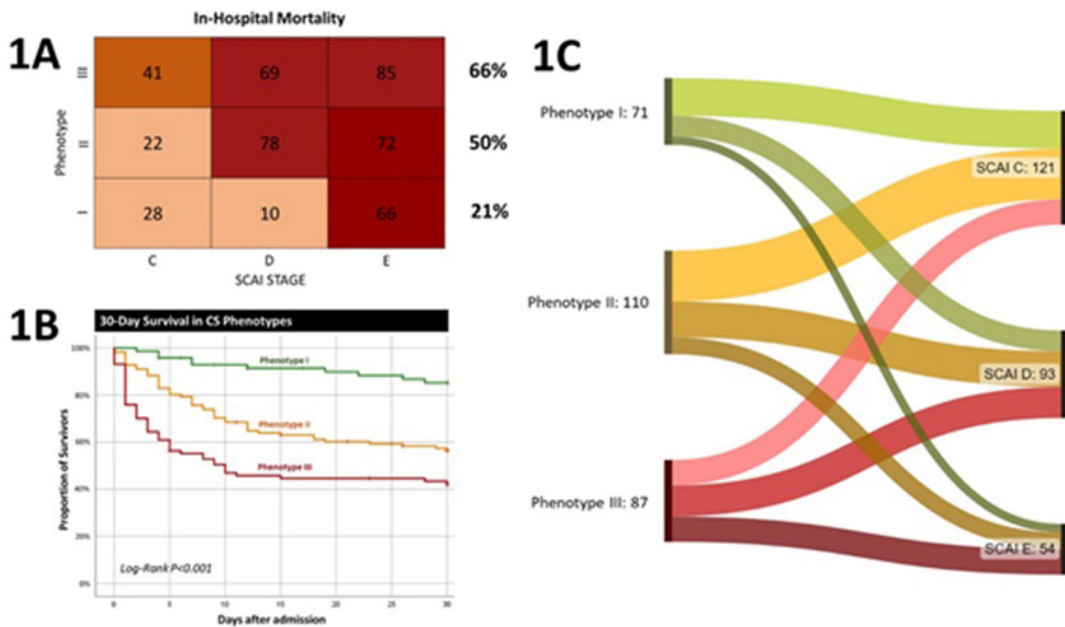 In-Hospital Mortality
1A
Phenotype
III
41
69
85
66%
II
22
78
72
50%
I
28
10
66
21%
C
D
E
SCAI STAGE
1B
30-Day Survival in CS Phenotypes
Proportion of Survivors
100%
80%
60%
40%
20%
0%
Phenotype I
Phenotype II
Phenotype III
Log-Rank P<0.001
0
5
10
15
20
25
30
Days after admission
1C
Phenotype I: 71
SCAI C: 121
Phenotype II: 110
SCAI D: 93
Phenotype III: 87
SCAI E: 54